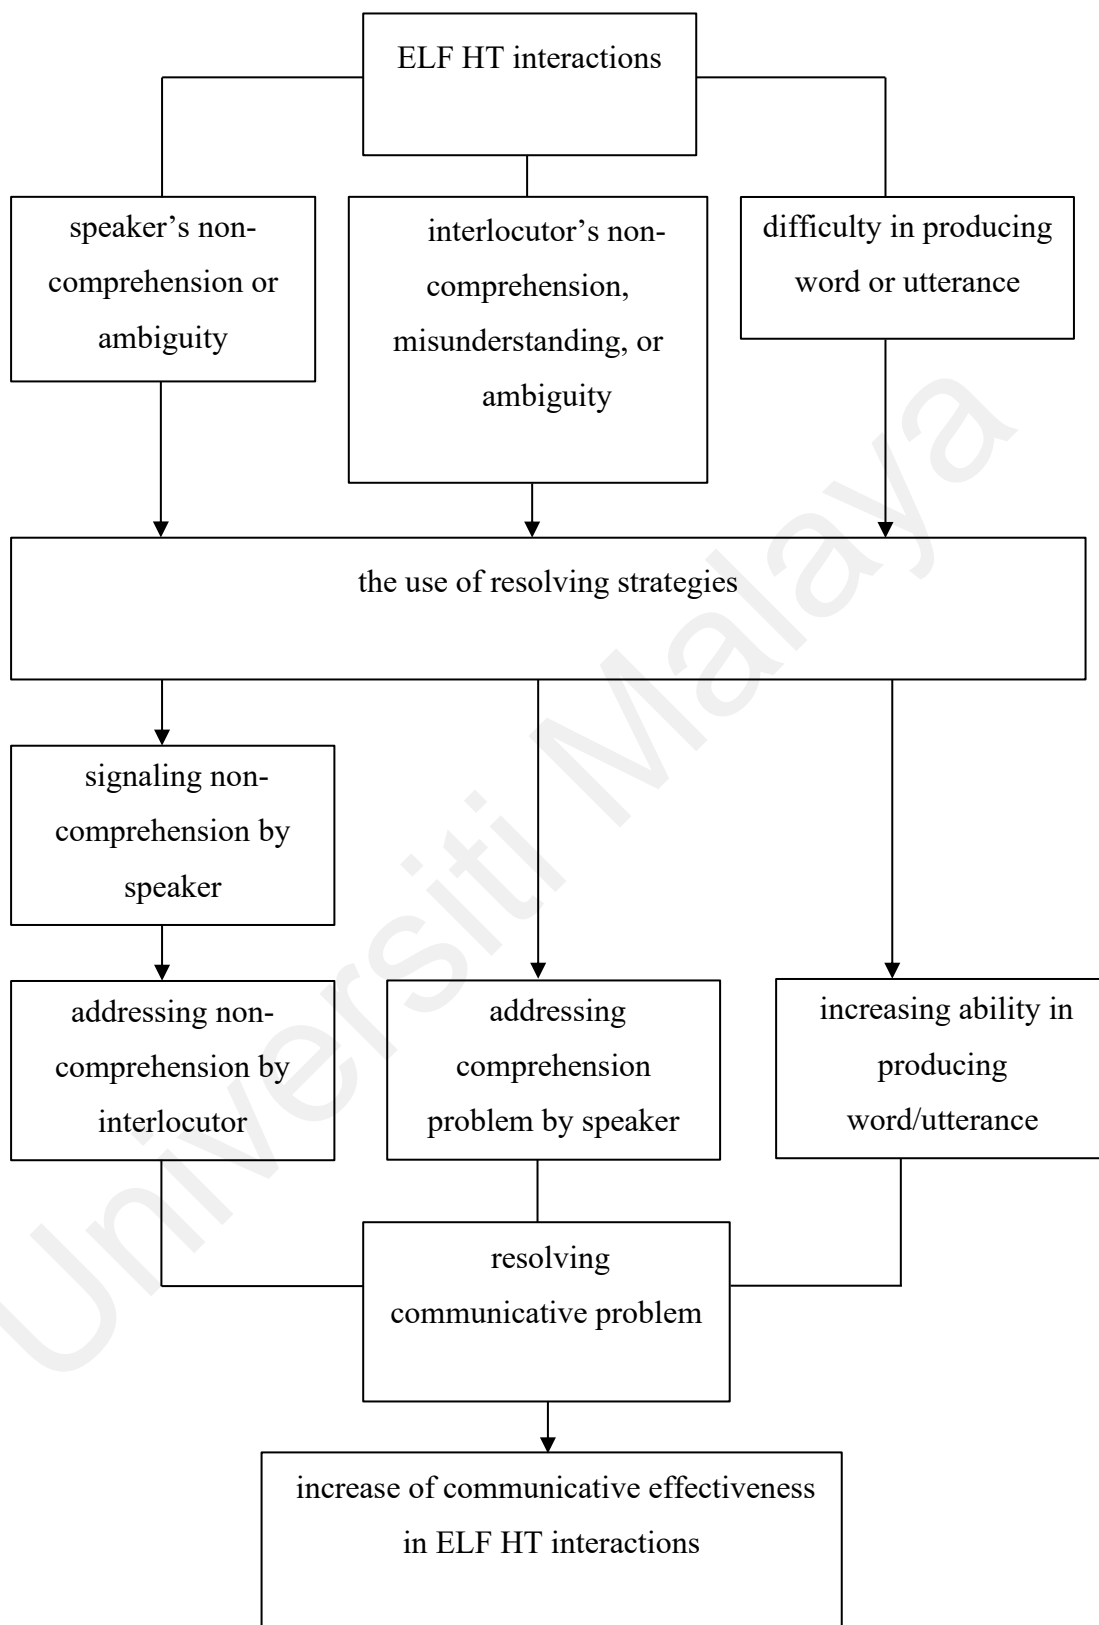 ELF HT interactions
speaker’s non-
comprehension or
ambiguity
interlocutor’s non-
comprehension,
misunderstanding, or
ambiguity
difficulty in producing
word or utterance
the use of resolving strategies
signaling non-
comprehension by
speaker
addressing non-
comprehension by
interlocutor
addressing
comprehension
problem by speaker
increasing ability in
producing
word/utterance
resolving
communicative problem
increase of communicative effectiveness
in ELF HT interactions
Universiti Malaya